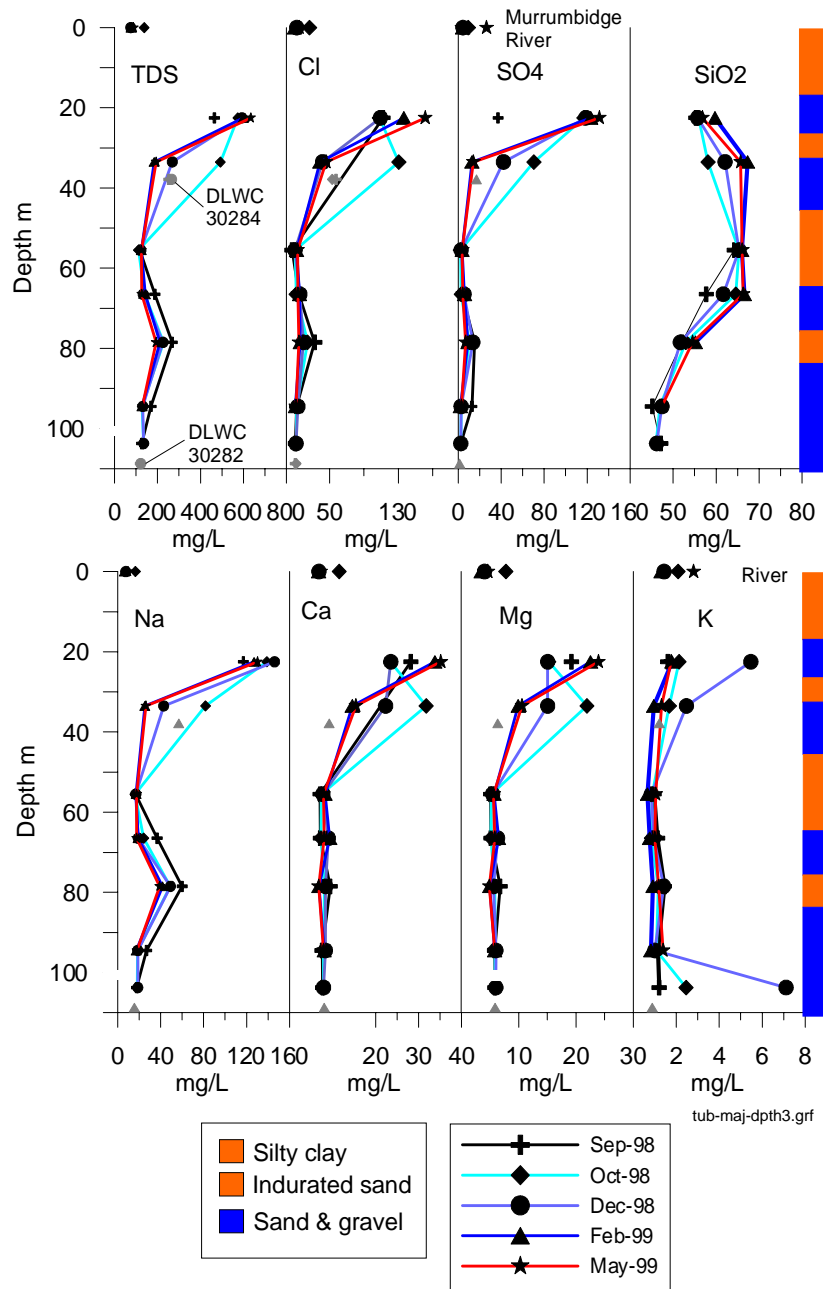 Murrumbidge
River
TDS
Cl
SO4
SiO2
0
20
40
60
80
100
Depth m
DLWC
30284
DLWC
30282
0 200 400 600 800 50 130 0 40 80 120 160 50 60 70 80
mg/L mg/L mg/L mg/L
River
Na
Ca
Mg
K
0
20
40
60
80
100
Depth m
0 40 80 120 160 20 30 40 10 20 30 2 4 6 8
mg/L mg/L mg/L mg/L
tub-maj-dpth3.grf
Silty clay
Indurated sand
Sand & gravel
Sep-98
Oct-98
Dec-98
Feb-99
May-99